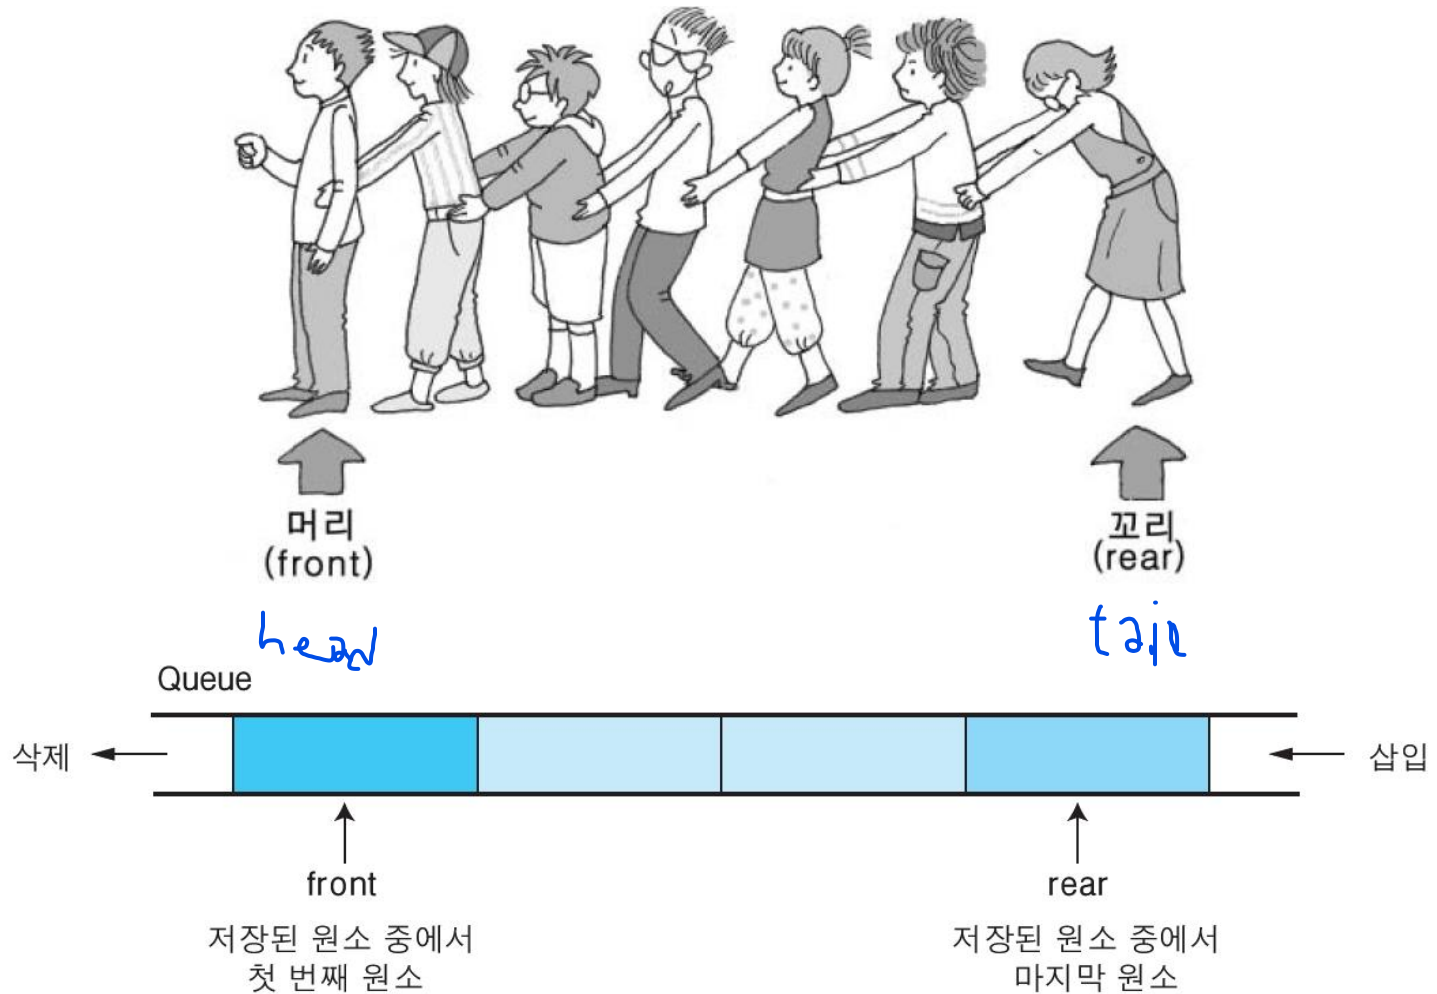 머리
(front)
꼬리
(rear)
head
tail
Queue
삭제
삽입
front
저장된 원소 중에서
첫 번째 원소
rear
저장된 원소 중에서
마지막 원소